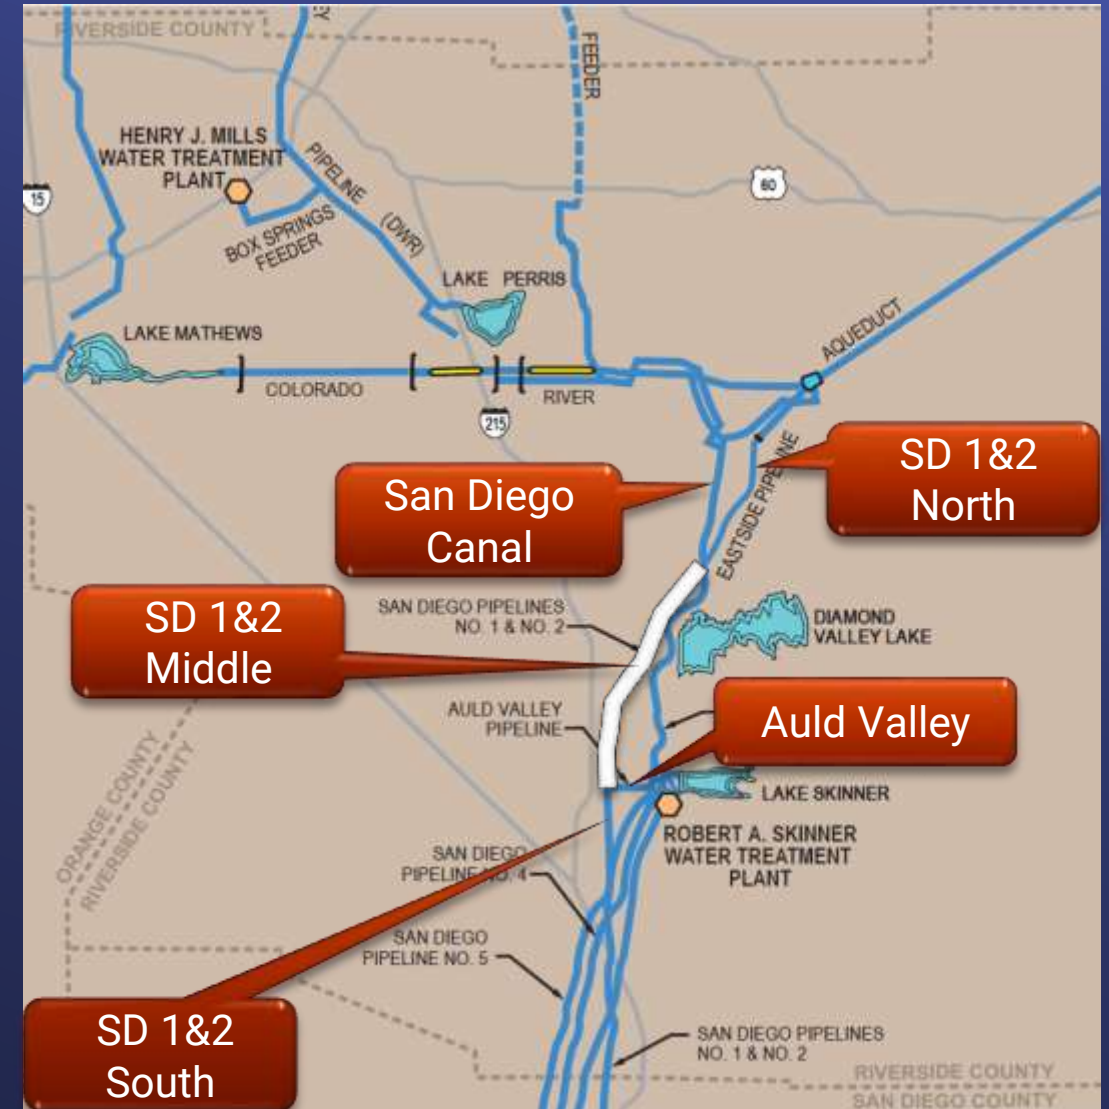 RIVERSIDE COUNTY
EY
FEEDER
HENRY J. MILLS
WATER TREATMENT
PLANT
15
60
PIPELINE
(DWR)
BOX SPRINGS
FEEDER
LAKE PERRIS
LAKE MATHEWS
AQUEDUCT
COLORADO
RIVER
215
SD 1&2
North
San Diego
Canal
EASTSIDE PIPELINE
SD 1&2
Middle
SAN DIEGO PIPELINES
NO. 1 & NO. 2
DIAMOND
VALLEY LAKE
AULD VALLEY
PIPELINE
Auld Valley
LAKE SKINNER
ORANGE COUNTY
RIVERSIDE COUNTY
ROBERT A. SKINNER
WATER TREATMENT
PLANT
SAN DIEGO
PIPELINE NO. 4
SAN DIEGO
PIPELINE NO. 5
SD 1&2
South
SAN DIEGO PIPELINES
NO. 1 & NO. 2
RIVERSIDE COUNTY
SAN DIEGO COUNTY